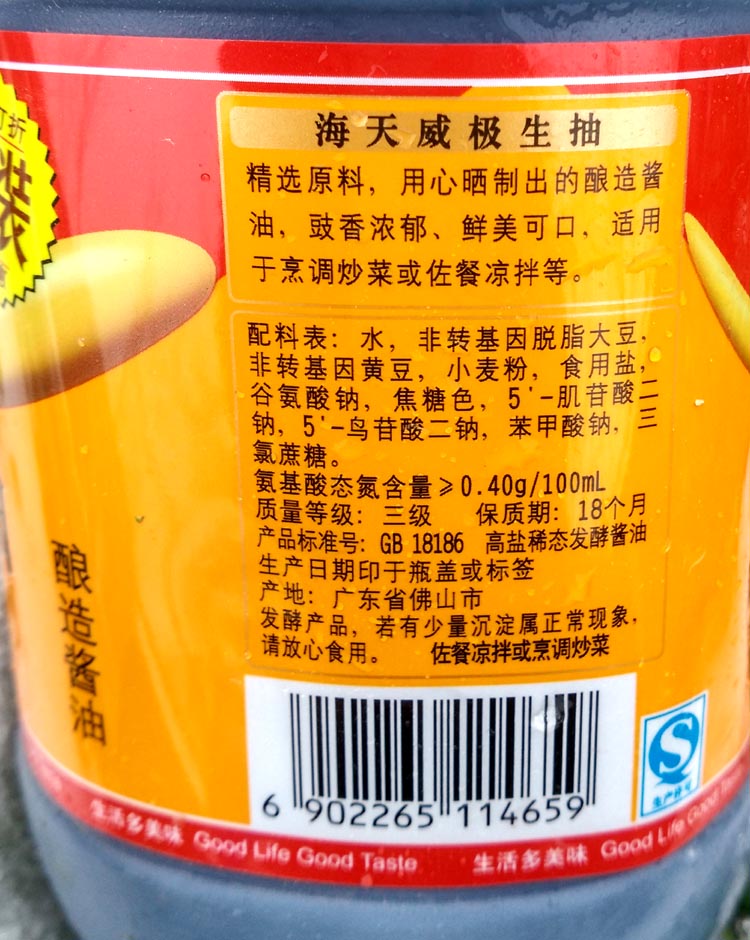 打折
装
海天威极生抽
精选原料，用心晒制出的酿造酱
油，豉香浓郁、鲜美可口，适用
于烹调炒菜或佐餐凉拌等。
配料表：水，非转基因脱脂大豆，
非转基因黄豆，小麦粉，食用盐，
谷氨酸钠，焦糖色，5'-肌苷酸二
钠，5'-鸟苷酸二钠，苯甲酸钠，三
氯蔗糖。
氨基酸态氮含量≥0.40g/100mL
质量等级：三级 保质期：18个月
产品标准号：GB 18186 高盐稀态发酵酱油
生产日期印于瓶盖或标签
产地：广东省佛山市
发酵产品，若有少量沉淀属正常现象，
请放心食用。 佐餐凉拌或烹调炒菜
酿造酱油
6 902265 114659
生产许可
生活多美味 Good Life Good Taste 生活多美味 Good Life Good Taste